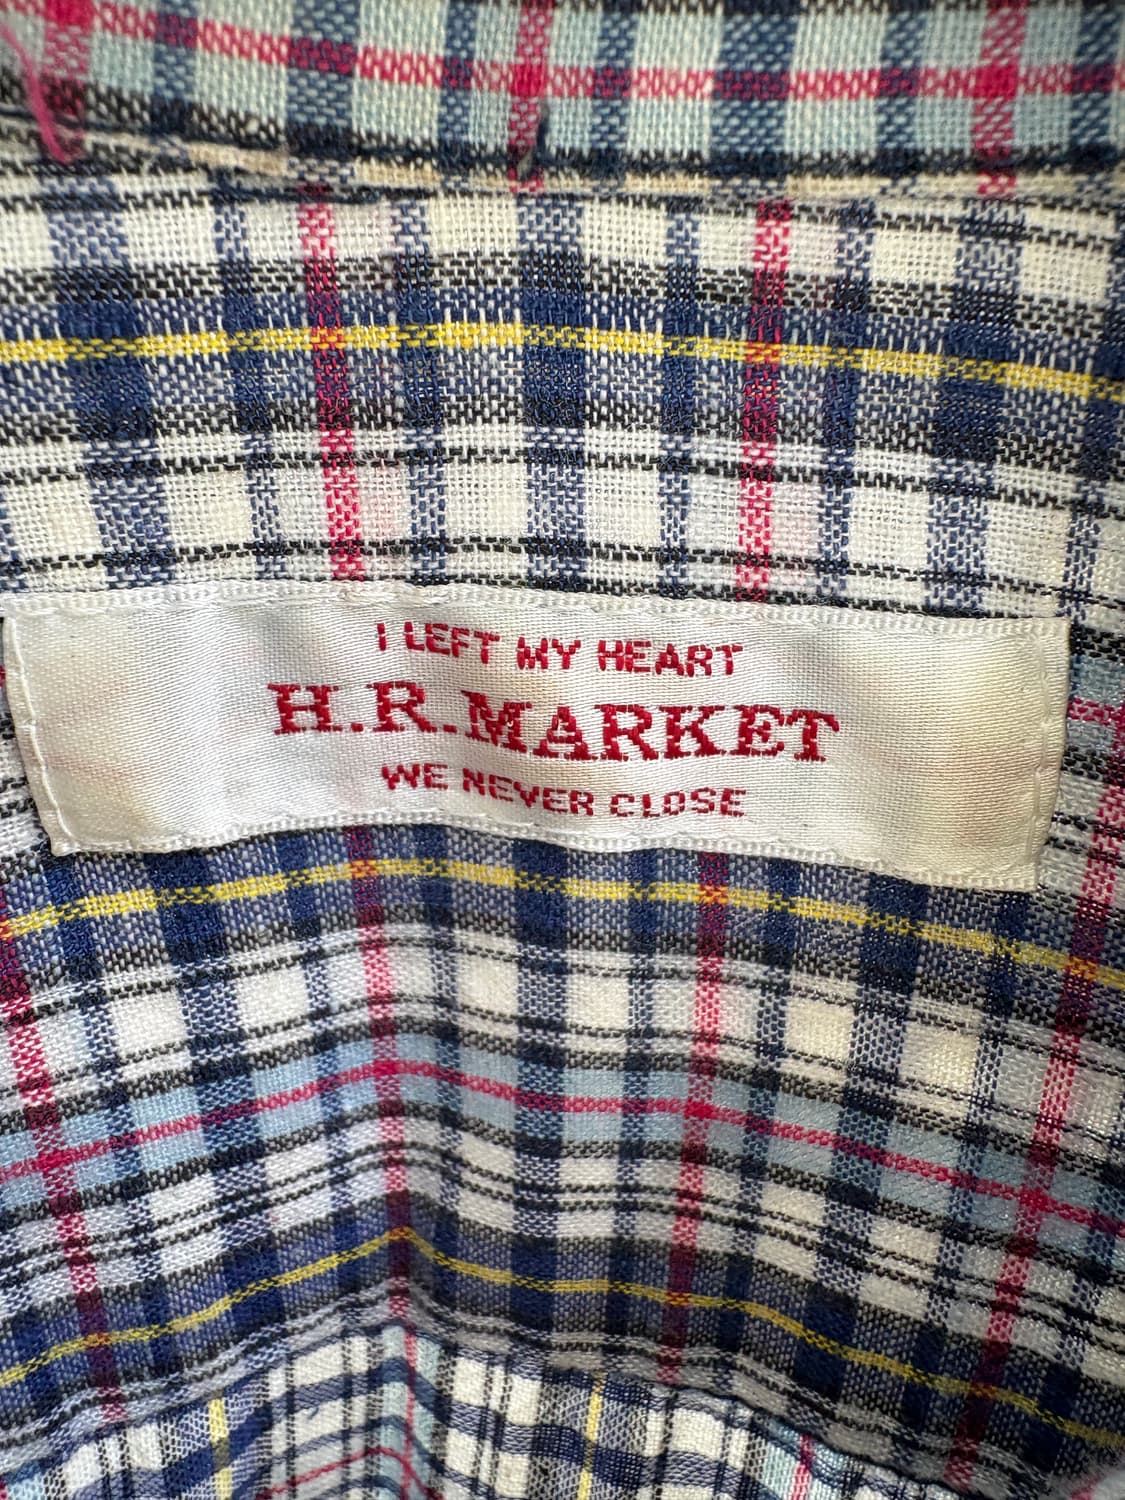 I LEFT MY HEART
H.R.MARKET
WE NEVER CLOSE